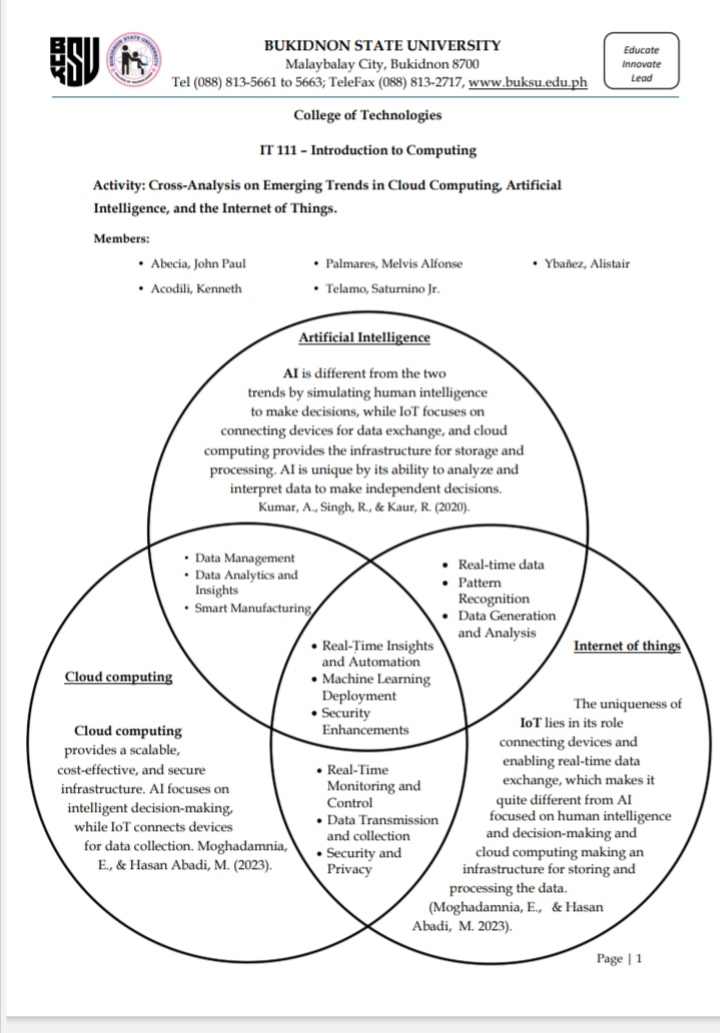 BUKSU
BUKIDNON STATE UNIVERSITY
BUKIDNON STATE UNIVERSITY
Malaybalay City, Bukidnon 8700
Tel (088) 813-5661 to 5663; TeleFax (088) 813-2717, www.buksu.edu.ph
Educate
Innovate
Lead
College of Technologies
IT 111 – Introduction to Computing
Activity: Cross-Analysis on Emerging Trends in Cloud Computing, Artificial
Intelligence, and the Internet of Things.
Members:
• Abecia, John Paul
• Acodili, Kenneth
• Palmares, Melvis Alfonse
• Telamo, Saturnino Jr.
• Ybañez, Alistair
Artificial Intelligence
AI is different from the two
trends by simulating human intelligence
to make decisions, while IoT focuses on
connecting devices for data exchange, and cloud
computing provides the infrastructure for storage and
processing. AI is unique by its ability to analyze and
interpret data to make independent decisions.
Kumar, A., Singh, R., & Kaur, R. (2020).
• Data Management
• Data Analytics and
Insights
• Smart Manufacturing
• Real-time data
• Pattern
Recognition
• Data Generation
and Analysis
• Real-Time Insights
and Automation
• Machine Learning
Deployment
• Security
Enhancements
Cloud computing
Cloud computing
provides a scalable,
cost-effective, and secure
infrastructure. AI focuses on
intelligent decision-making,
while IoT connects devices
for data collection. Moghadamnia,
E., & Hasan Abadi, M. (2023).
• Real-Time
Monitoring and
Control
• Data Transmission
and collection
• Security and
Privacy
Internet of things
The uniqueness of
IoT lies in its role
connecting devices and
enabling real-time data
exchange, which makes it
quite different from AI
focused on human intelligence
and decision-making and
cloud computing making an
infrastructure for storing and
processing the data.
(Moghadamnia, E., & Hasan
Abadi, M. 2023).
Page | 1